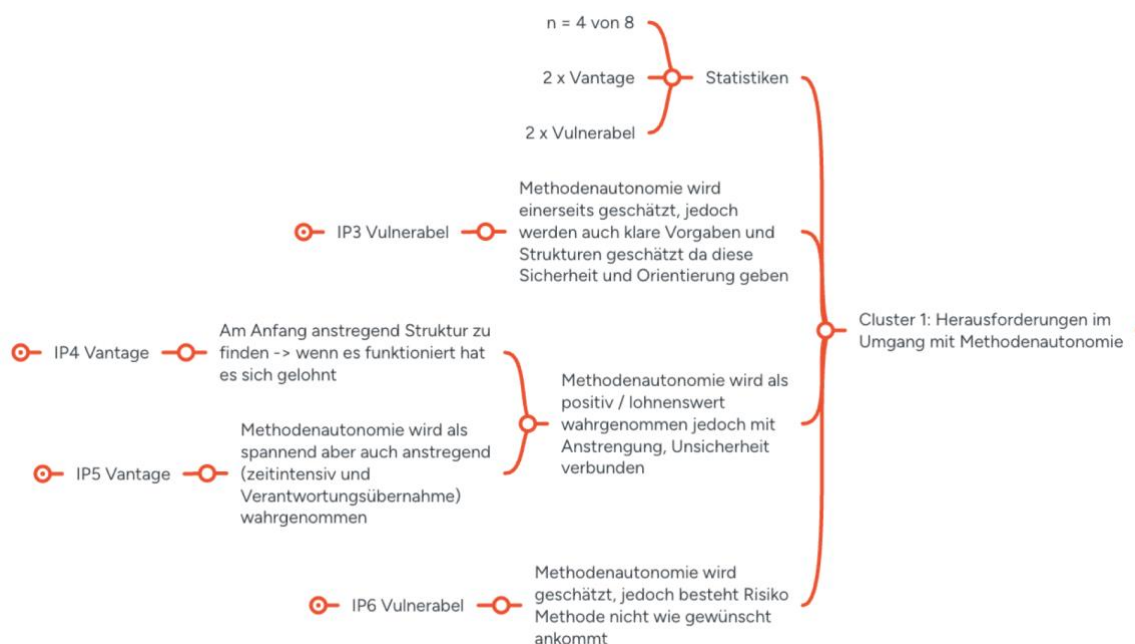 n = 4 von 8
2 x Vantage
2 x Vulnerabel
Statistiken
Methodenautonomie wird
einerseits geschätzt, jedoch
werden auch klare Vorgaben und
Strukturen geschätzt da diese
Sicherheit und Orientierung geben
IP3 Vulnerabel
Cluster 1: Herausforderungen im
Umgang mit Methodenautonomie
Am Anfang anstregend Struktur zu
finden -> wenn es funktioniert hat
es sich gelohnt
IP4 Vantage
Methodenautonomie wird als
positiv / lohnenswert
wahrgenommen jedoch mit
Anstrengung, Unsicherheit
verbunden
Methodenautonomie wird als
spannend aber auch anstregend
(zeitintensiv und
Verantwortungsübernahme)
wahrgenommen
IP5 Vantage
Methodenautonomie wird
geschätzt, jedoch besteht Risiko
Methode nicht wie gewünscht
ankommt
IP6 Vulnerabel